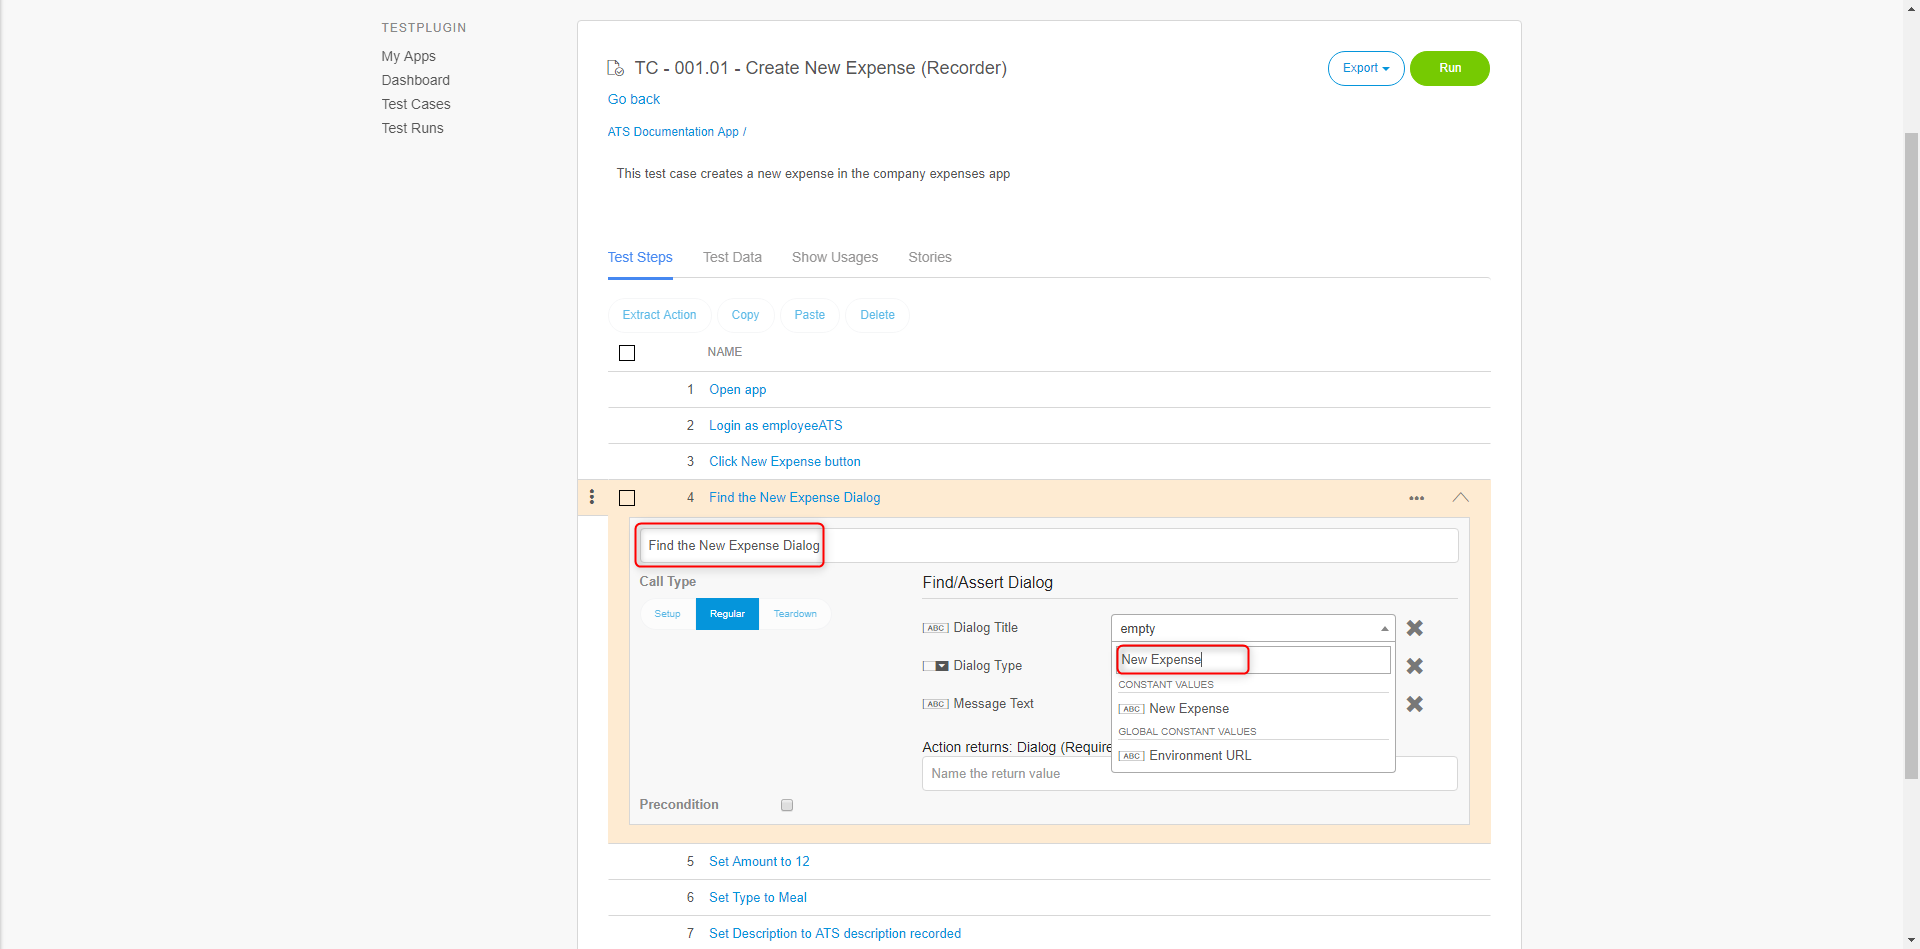 TESTPLUGIN
My Apps
Dashboard
Test Cases
Test Runs
TC - 001.01 - Create New Expense (Recorder)
Export
Run
Go back
ATS Documentation App /
This test case creates a new expense in the company expenses app
Test Steps Test Data Show Usages Stories
Extract Action Copy Paste Delete
NAME
1 Open app
2 Login as employeeATS
3 Click New Expense button
4 Find the New Expense Dialog
Find the New Expense Dialog
Call Type
Setup Regular Teardown
Find/Assert Dialog
ABC Dialog Title
empty
New Expense
Dialog Type
CONSTANT VALUES
ABC Message Text
ABC New Expense
GLOBAL CONSTANT VALUES
Action returns: Dialog (Require
ABC Environment URL
Name the return value
Precondition
5 Set Amount to 12
6 Set Type to Meal
7 Set Description to ATS description recorded